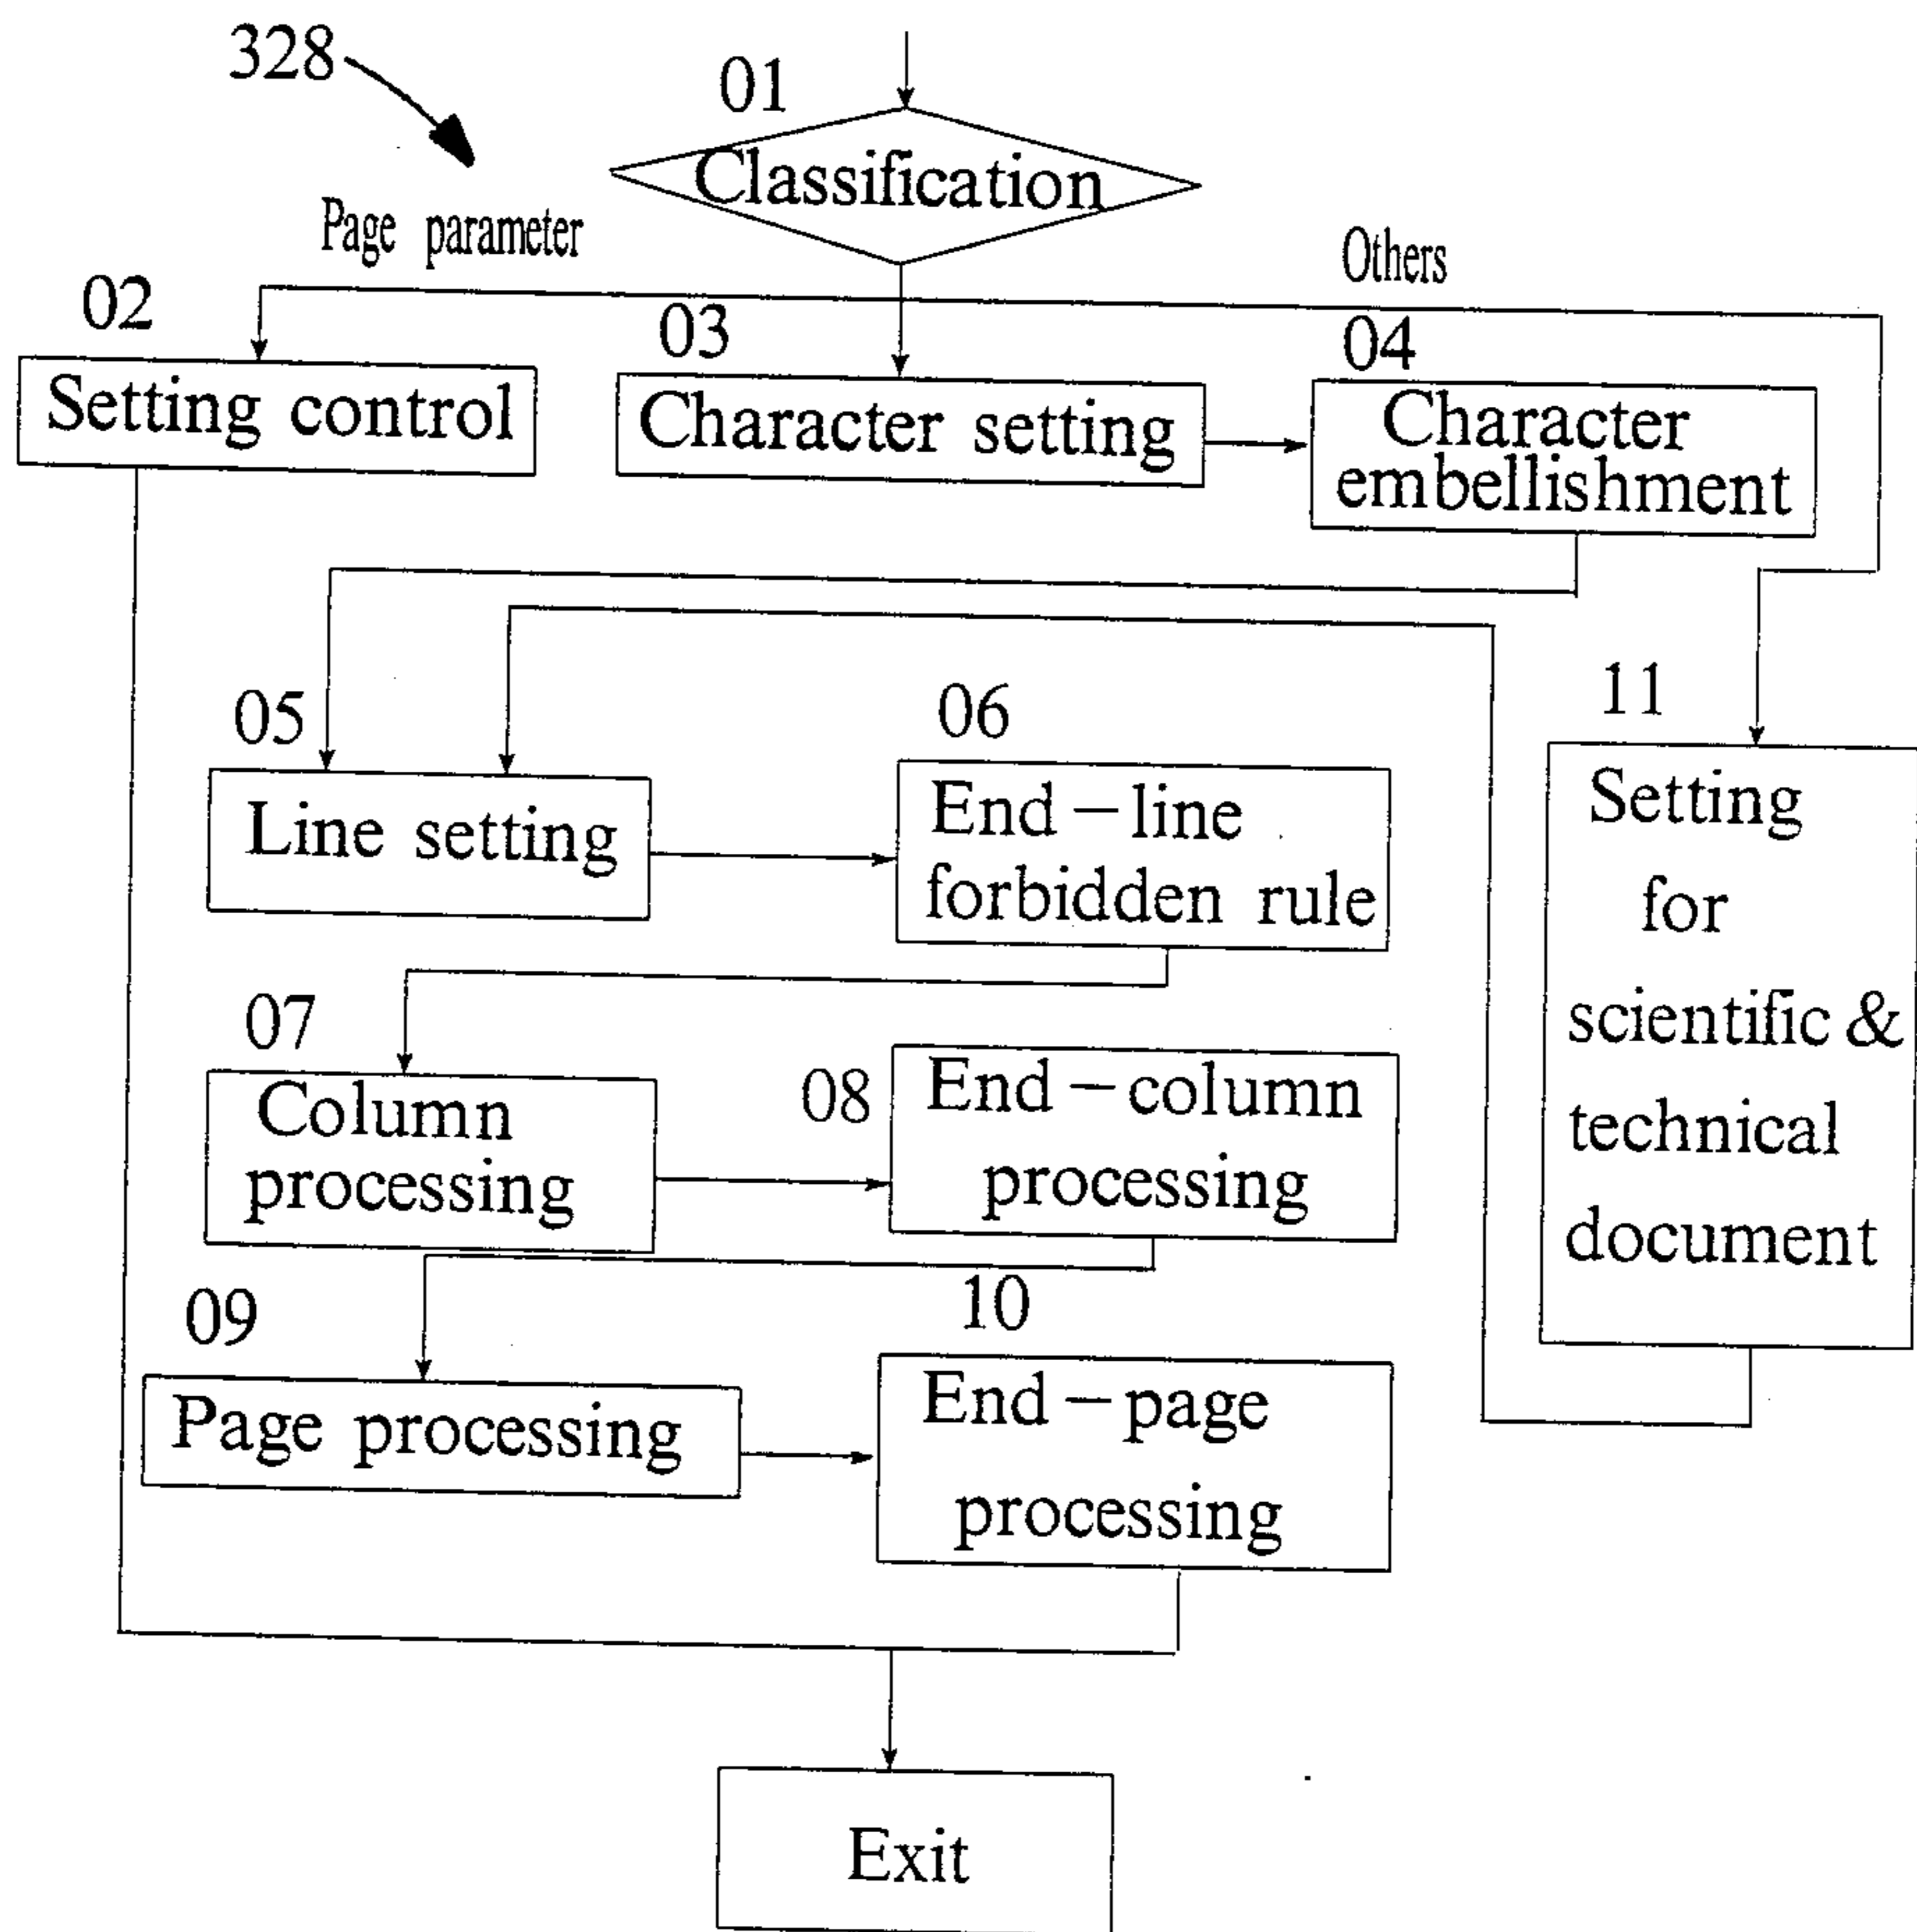 328
01
Classification
Page parameter
Others
02
03
04
Setting control
Character setting
Character
embellishment
05
06
11
Line setting
End-line
forbidden rule
Setting
for
scientific &
technical
document
07
08
Column
processing
End-column
processing
09
10
Page processing
End-page
processing
Exit